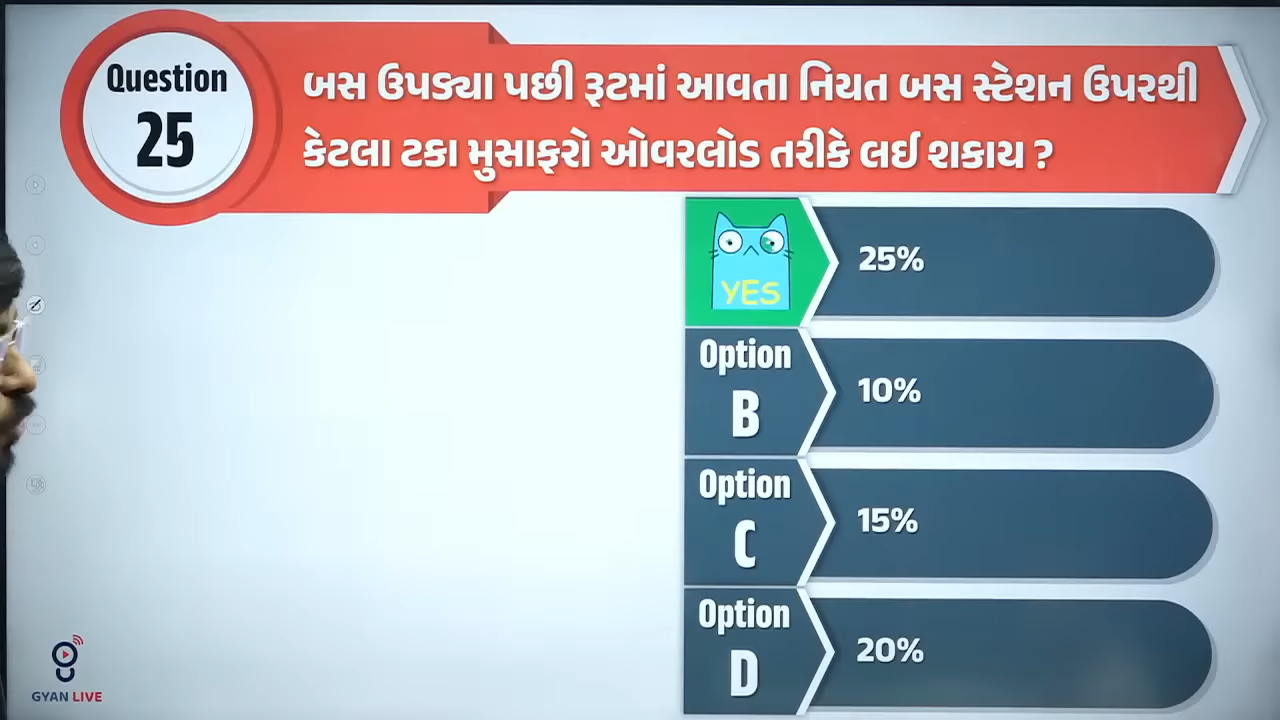 Question
25
બસ ઉપડ્યા પછી રૂટમાં આવતા નિયત બસ સ્ટેશન ઉપરથી
કેટલા ટકા મુસાફરો ઓવરલોડ તરીકે લઈ શકાય ?
YES
25%
Option
B
10%
Option
C
15%
Option
D
20%
GYAN LIVE